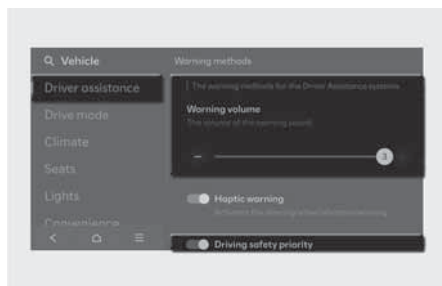 Vehicle
Warning methods
Driver assistance
The warning methods for the Driver Assistance systems
Drive mode
Warning volume
The volume of the warning sound
Climate
3
Seats
Lights
Haptic warning
Convenience
Driving safety priority